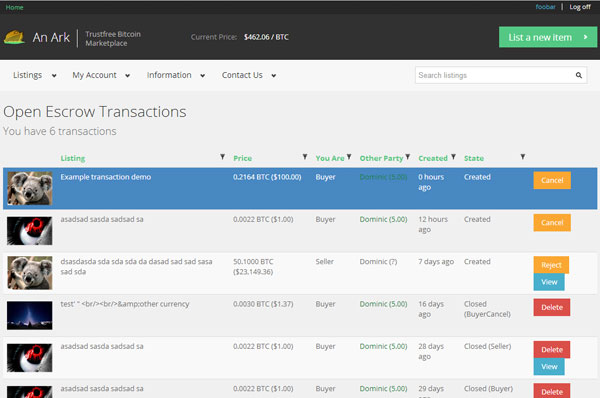 Home
foobar | Log off
An Ark
Trustfree Bitcoin
Marketplace
Current Price: $462.06 / BTC
List a new item »
Listings
My Account
Information
Contact Us
Search listings
Open Escrow Transactions
You have 6 transactions
Listing Price You Are Other Party Created State
Example transaction demo 0.2164 BTC ($100.00) Buyer Dominic (5.00) 0 hours Created Cancel
ago
asadsad sasda sadsad sa 0.0022 BTC ($1.00) Buyer Dominic (5.00) 12 hours Created Cancel
ago
dsasdasda sda sda sda da dasad sad sad sasa 50.1000 BTC Seller Dominic (?) 7 days ago Created Reject
sad sda ($23,149.36) View
test' " <br/><br/>&amp;other currency 0.0030 BTC ($1.37) Buyer Dominic (5.00) 16 days Closed Delete
ago (BuyerCancel)
asadsad sasda sadsad sa 0.0022 BTC ($1.00) Buyer Dominic (5.00) 28 days Closed (Seller) Delete
ago View
asadsad sasda sadsad sa 0.0022 BTC ($1.00) Buyer Dominic (5.00) 29 days Closed (Buyer) Delete
ago